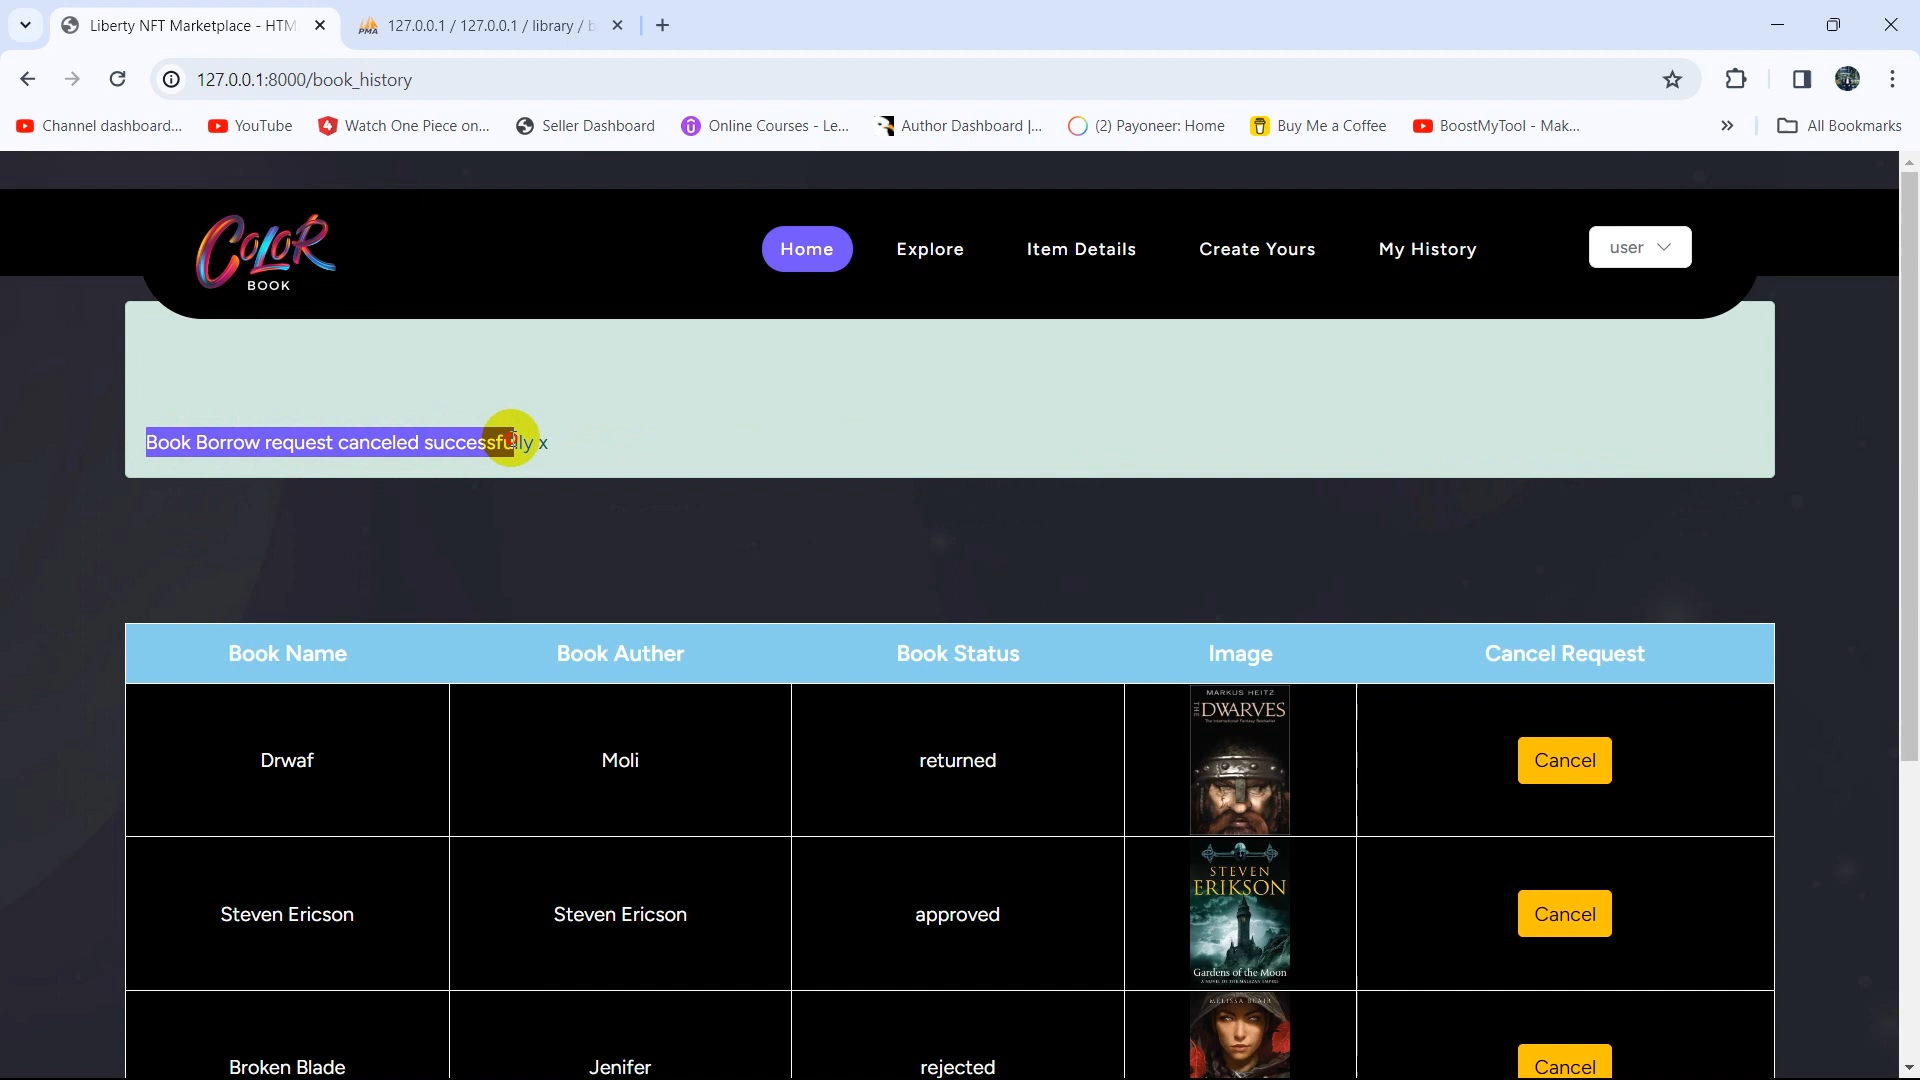 Liberty NFT Marketplace - HTM
127.0.0.1 / 127.0.0.1 / library / b
127.0.0.1:8000/book_history
Channel dashboard...
YouTube
Watch One Piece on...
Seller Dashboard
Online Courses - Le...
Author Dashboard |...
(2) Payoneer: Home
Buy Me a Coffee
BoostMyTool - Mak...
All Bookmarks
COLOR
BOOK
Home
Explore
Item Details
Create Yours
My History
user
Book Borrow request canceled successfully x
Book Name
Book Auther
Book Status
Image
Cancel Request
Drwaf
Moli
returned
MARKUS HEITZ
THE DWARVES
Cancel
Steven Ericson
Steven Ericson
approved
STEVEN
ERIKSON
Gardens of the Moon
Cancel
Broken Blade
Jenifer
rejected
MELISSA BLAIR
Cancel